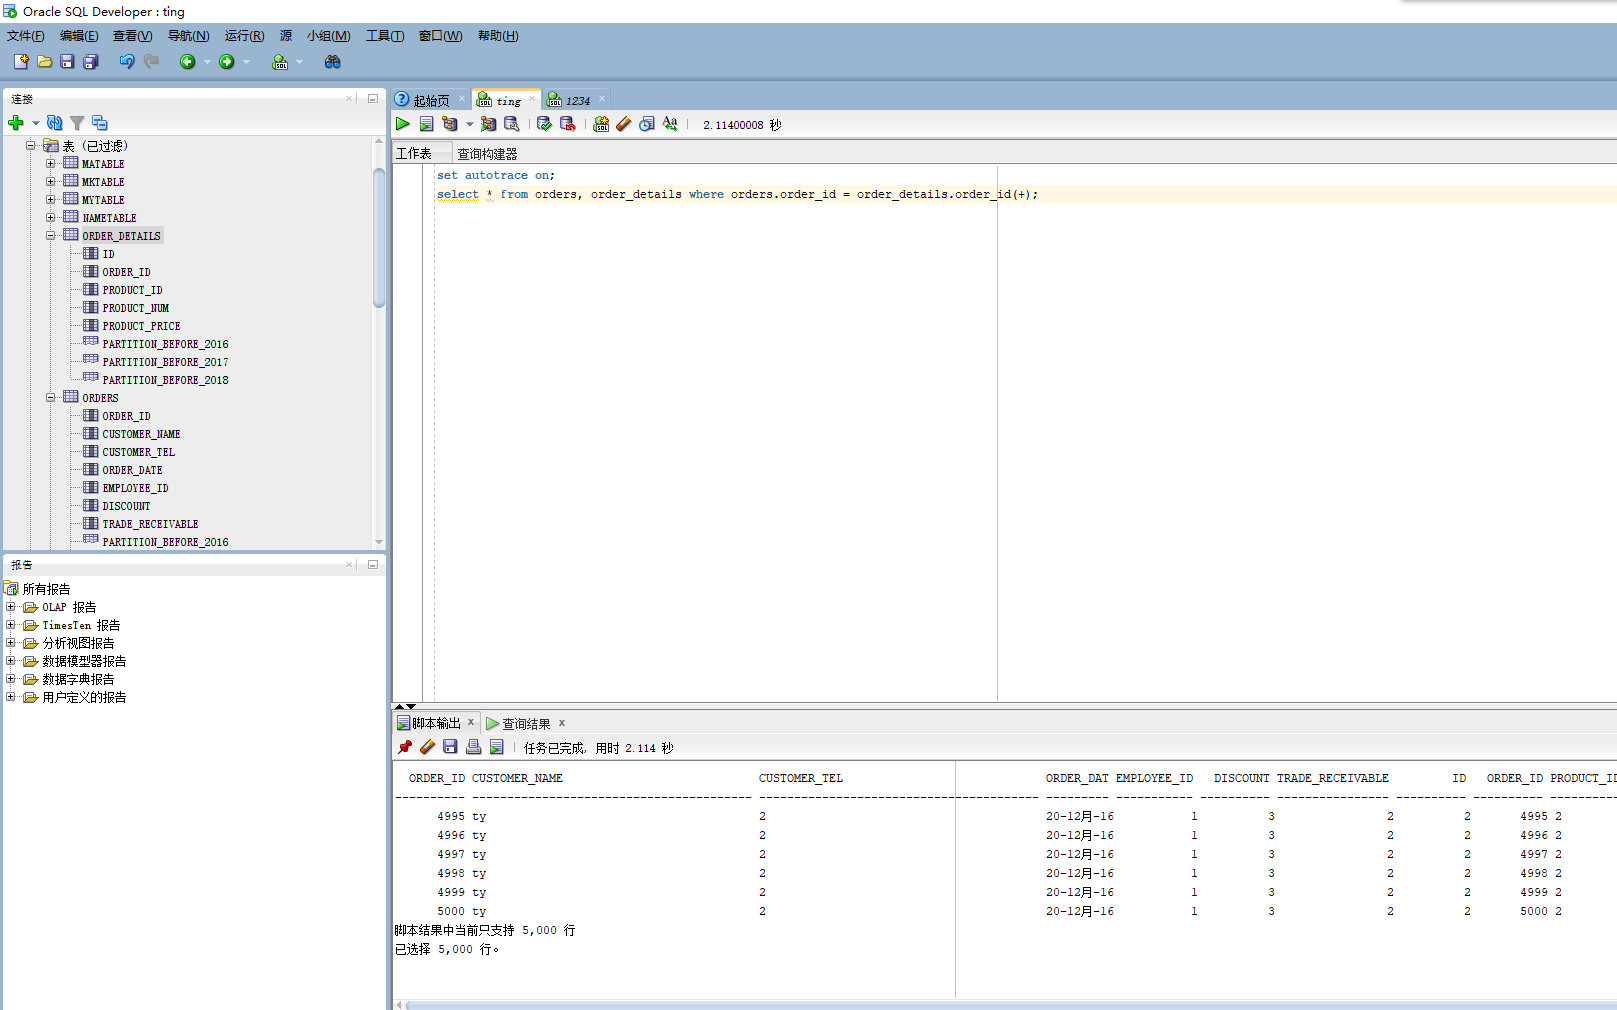 Oracle SQL Developer : ting
文件(F) 编辑(E) 查看(V) 导航(N) 运行(R) 源 小组(M) 工具(T) 窗口(W) 帮助(H)
连接
表 (已过滤)
MATABLE
MKTABLE
MYTABLE
NAMETABLE
ORDER_DETAILS
ID
ORDER_ID
PRODUCT_ID
PRODUCT_NUM
PRODUCT_PRICE
PARTITION_BEFORE_2016
PARTITION_BEFORE_2017
PARTITION_BEFORE_2018
ORDERS
ORDER_ID
CUSTOMER_NAME
CUSTOMER_TEL
ORDER_DATE
EMPLOYEE_ID
DISCOUNT
TRADE_RECEIVABLE
PARTITION_BEFORE_2016
报告
所有报告
OLAP 报告
TimesTen 报告
分析视图报告
数据模型器报告
数据字典报告
用户定义的报告
起始页 ting 1234
2.11400008 秒
工作表 查询构建器
set autotrace on;
select * from orders, order_details where orders.order_id = order_details.order_id(+);
脚本输出 查询结果
任务已完成, 用时 2.114 秒
ORDER_ID CUSTOMER_NAME CUSTOMER_TEL ORDER_DAT EMPLOYEE_ID DISCOUNT TRADE_RECEIVABLE ID ORDER_ID PRODUCT_ID
4995 ty 2 20-12月-16 1 3 2 2 4995 2
4996 ty 2 20-12月-16 1 3 2 2 4996 2
4997 ty 2 20-12月-16 1 3 2 2 4997 2
4998 ty 2 20-12月-16 1 3 2 2 4998 2
4999 ty 2 20-12月-16 1 3 2 2 4999 2
5000 ty 2 20-12月-16 1 3 2 2 5000 2
脚本结果中当前只支持 5,000 行
已选择 5,000 行。